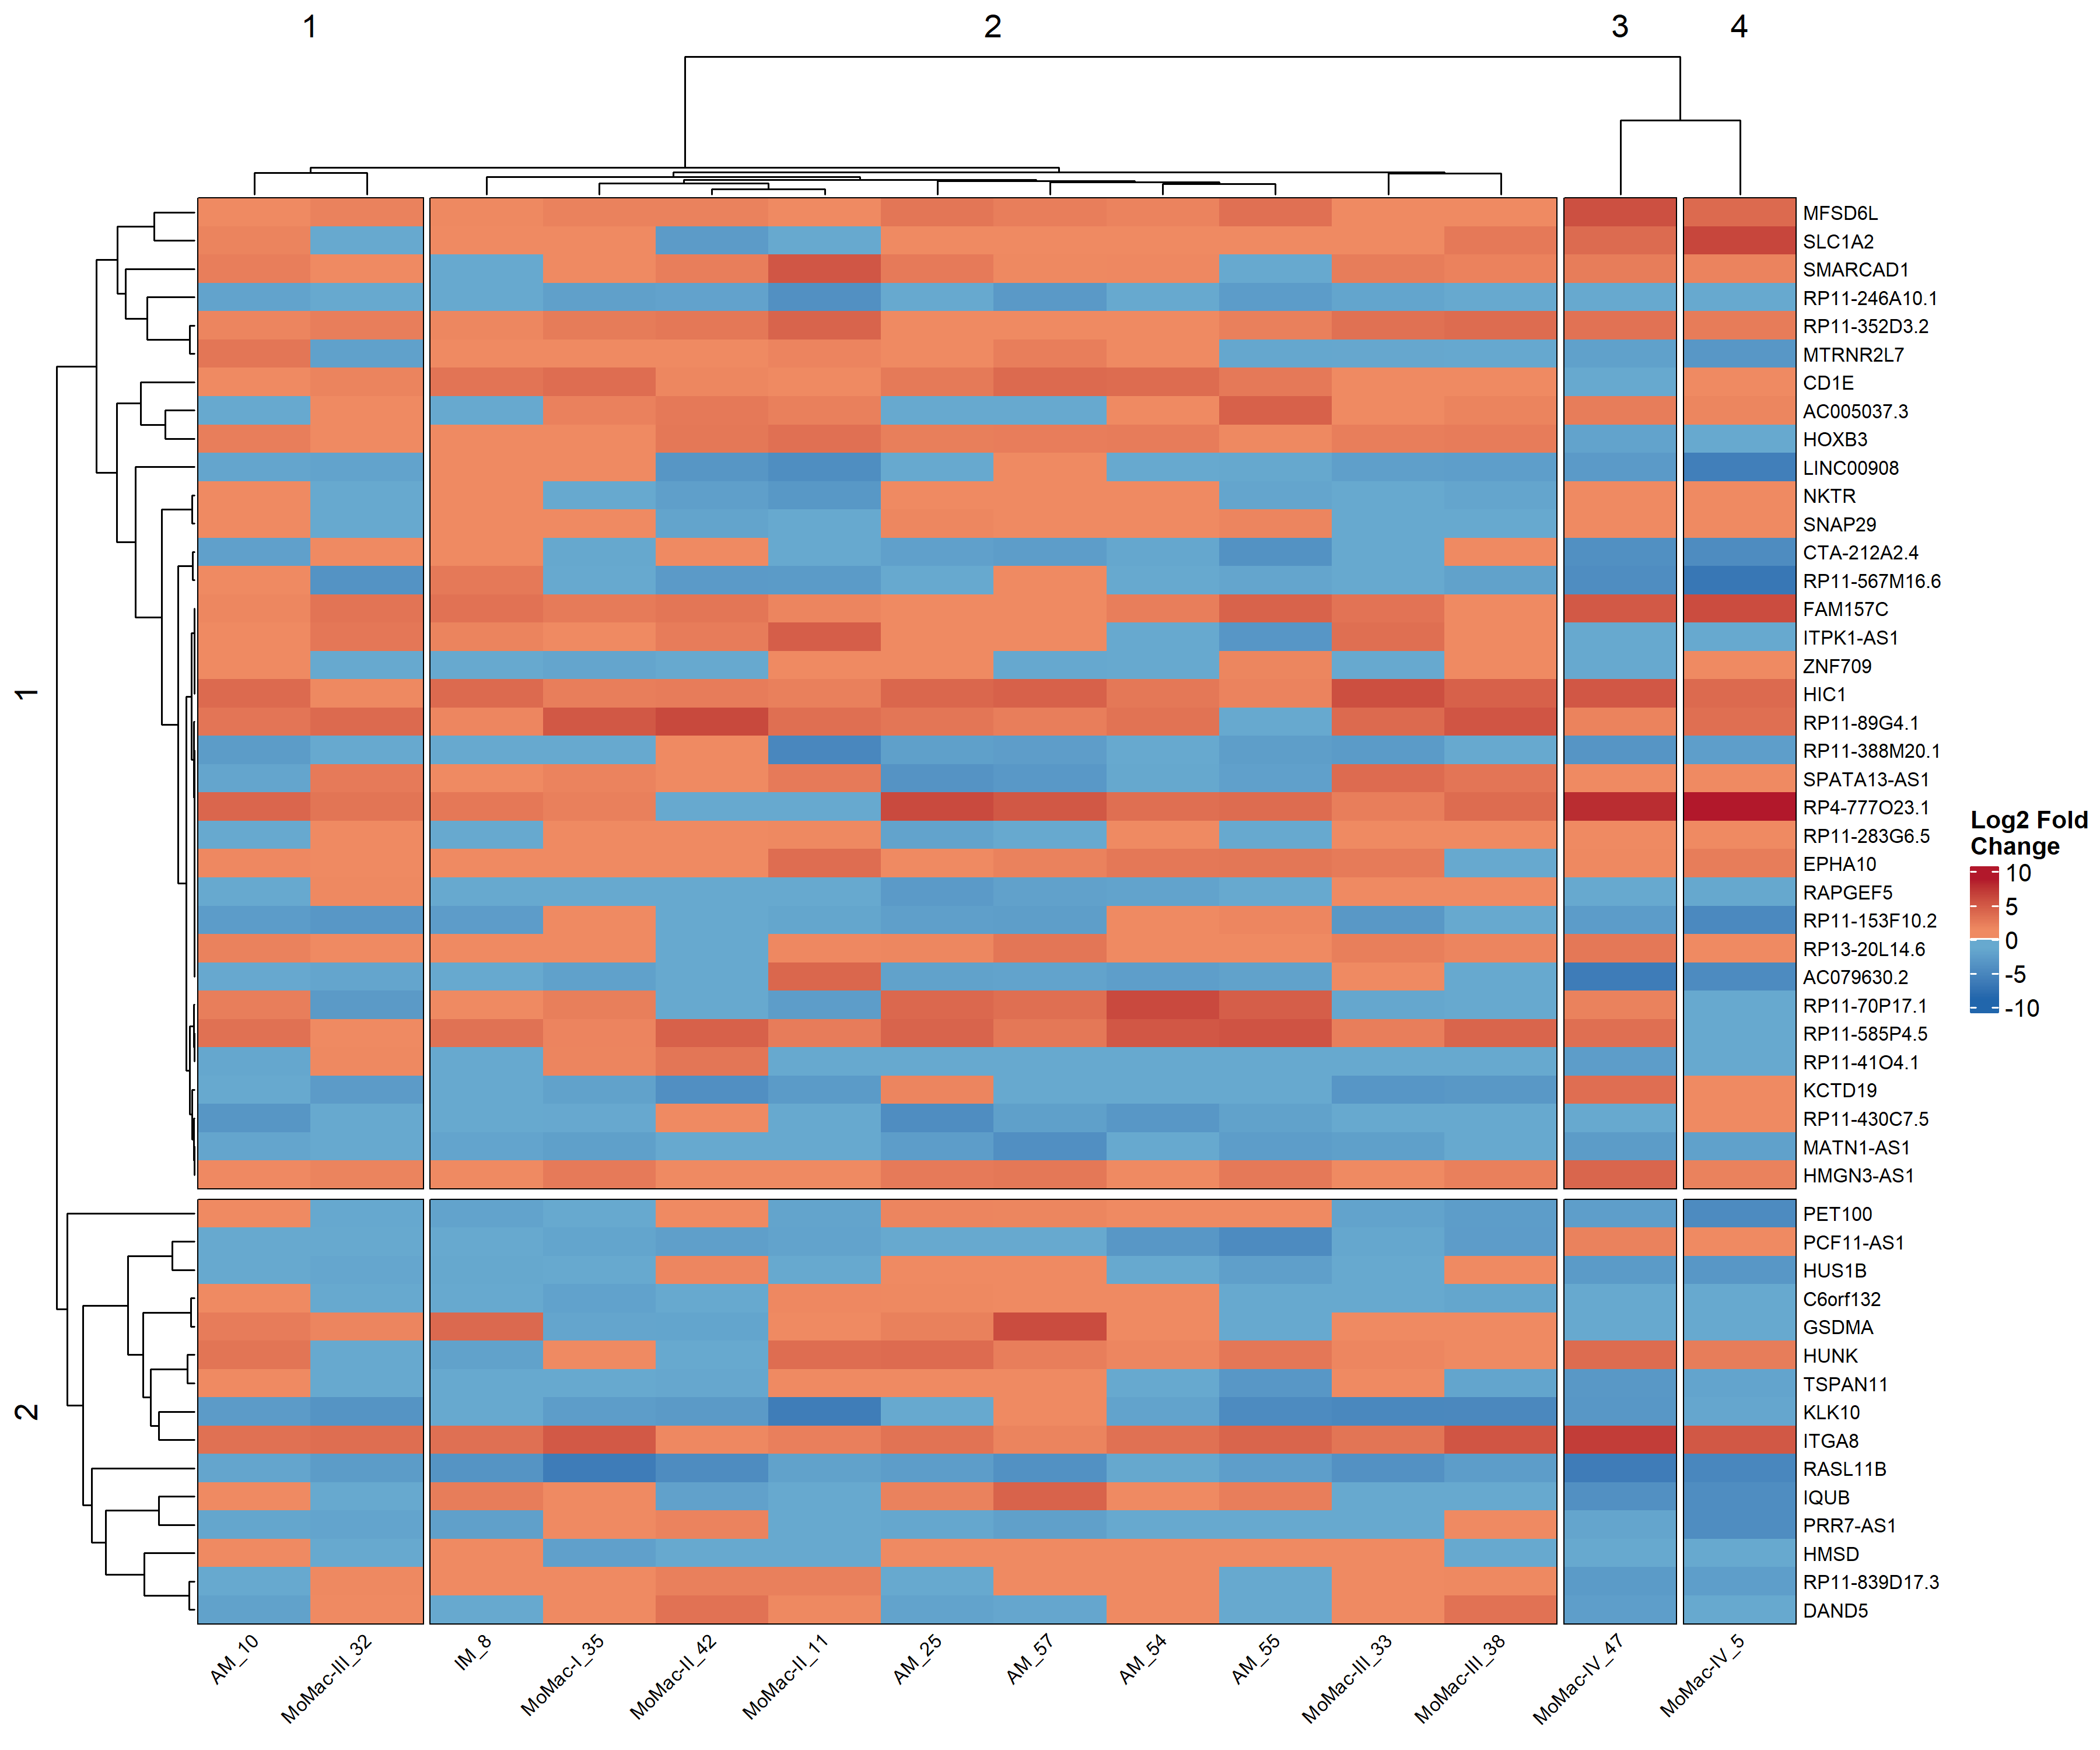 1
2
3
4
MFSD6L
SLC1A2
SMARCAD1
RP11-246A10.1
RP11-352D3.2
MTRNR2L7
CD1E
AC005037.3
HOXB3
LINC00908
NKTR
SNAP29
CTA-212A2.4
RP11-567M16.6
FAM157C
ITPK1-AS1
ZNF709
HIC1
RP11-89G4.1
RP11-388M20.1
SPATA13-AS1
RP4-777O23.1
RP11-283G6.5
EPHA10
RAPGEF5
RP11-153F10.2
RP13-20L14.6
AC079630.2
RP11-70P17.1
RP11-585P4.5
RP11-41O4.1
KCTD19
RP11-430C7.5
MATN1-AS1
HMGN3-AS1
PET100
PCF11-AS1
HUS1B
C6orf132
GSDMA
HUNK
TSPAN11
KLK10
ITGA8
RASL11B
IQUB
PRR7-AS1
HMSD
RP11-839D17.3
DAND5
1
2
AM_10
MoMac-III_32
IM_8
MoMac-I_35
MoMac-II_42
MoMac-II_11
AM_25
AM_57
AM_54
AM_55
MoMac-III_33
MoMac-III_38
MoMac-IV_47
MoMac-IV_5
Log2 Fold
Change
10
5
0
-5
-10